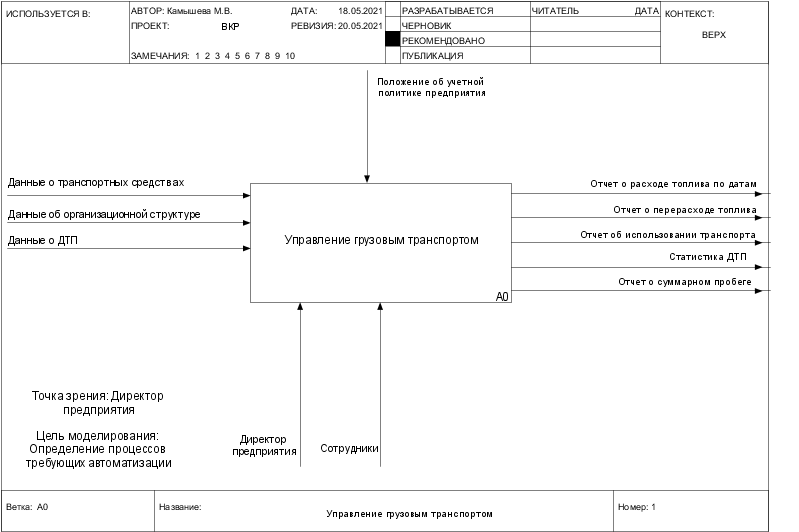 ИСПОЛЬЗУЕТСЯ В:
АВТОР: Камышева М.В.
ДАТА: 18.05.2021
РАЗРАБАТЫВАЕТСЯ
ЧИТАТЕЛЬ
ДАТА
КОНТЕКСТ:
ПРОЕКТ: ВКР
РЕВИЗИЯ: 20.05.2021
ЧЕРНОВИК
ВЕРХ
РЕКОМЕНДОВАНО
ЗАМЕЧАНИЯ: 1 2 3 4 5 6 7 8 9 10
ПУБЛИКАЦИЯ
Положение об учетной
политике предприятия
Данные о транспортных средствах
Данные об организационной структуре
Данные о ДТП
Управление грузовым транспортом
A0
Отчет о расходе топлива по датам
Отчет о перерасходе топлива
Отчет об использовании транспорта
Статистика ДТП
Отчет о суммарном пробеге
Точка зрения: Директор
предприятия
Цель моделирования:
Определение процессов
требующих автоматизации
Директор
предприятия
Сотрудники
Ветка: A0
Название:
Управление грузовым транспортом
Номер: 1